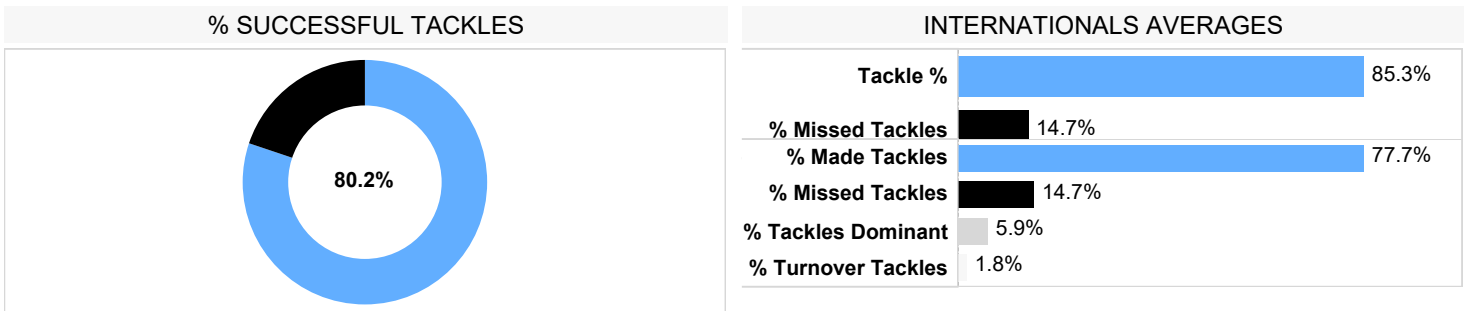 % SUCCESSFUL TACKLES
80.2%
INTERNATIONALS AVERAGES
Tackle % 85.3%
% Missed Tackles 14.7%
% Made Tackles 77.7%
% Missed Tackles 14.7%
% Tackles Dominant 5.9%
% Turnover Tackles 1.8%